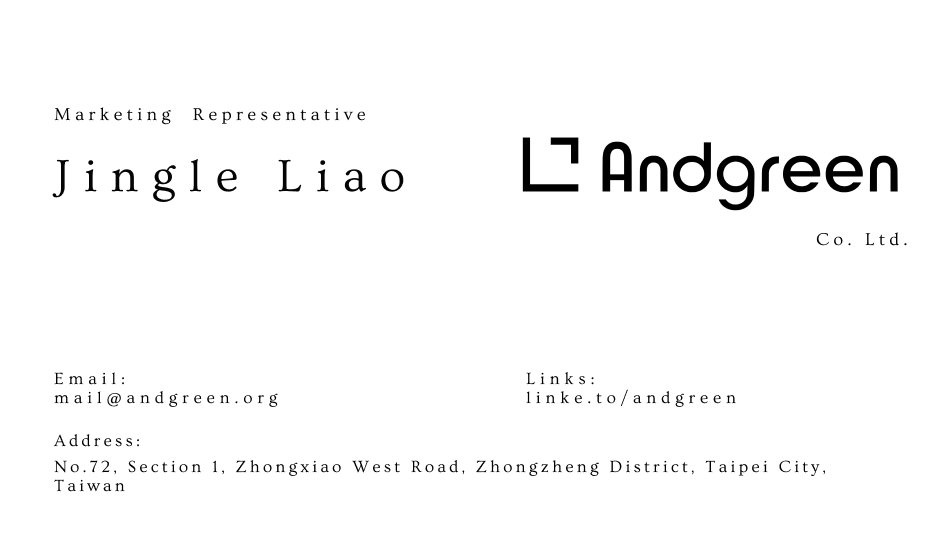 Marketing Representative
Jingle Liao
Andgreen
Co. Ltd.
Email:
mail@andgreen.org
Links:
linke.to/andgreen
Address:
No.72, Section 1, Zhongxiao West Road, Zhongzheng District, Taipei City,
Taiwan